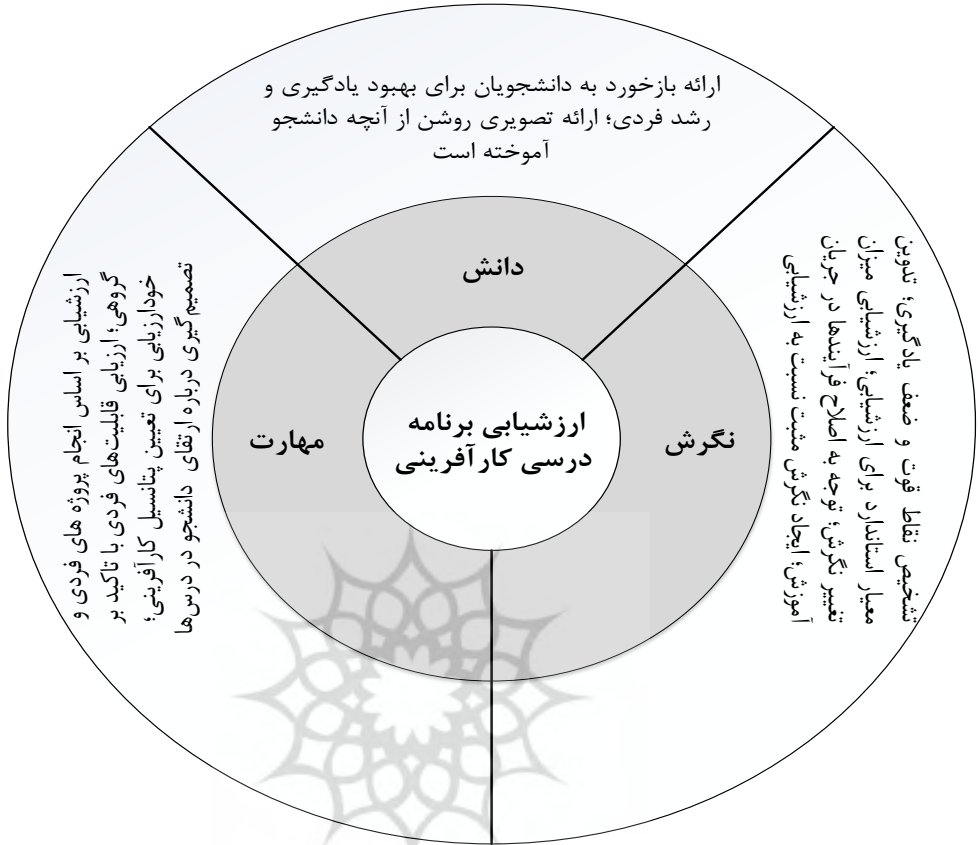 ارائه بازخورد به دانشجویان برای بهبود یادگیری و
رشد فردی؛ ارائه تصویری روشن از آنچه دانشجو
آموخته است
دانش
نگرش
مهارت
ارزشیابی برنامه
درسی کارآفرینی
تشخیص نقاط قوت و ضعف یادگیری؛ تدوین
معیار استاندارد برای ارزشیابی؛ ارزشیابی میزان
تغییر نگرش؛ توجه به اصلاح فرآیندها در جریان
آموزش؛ ایجاد نگرش مثبت نسبت به ارزشیابی
ارزشیابی بر اساس انجام پروژه های فردی و
گروهی؛ ارزیابی قابلیت‌های فردی با تاکید بر
خودارزیابی برای تعیین پتانسیل کارآفرینی؛
تصمیم‌گیری درباره ارتقای دانشجو در درس‌ها